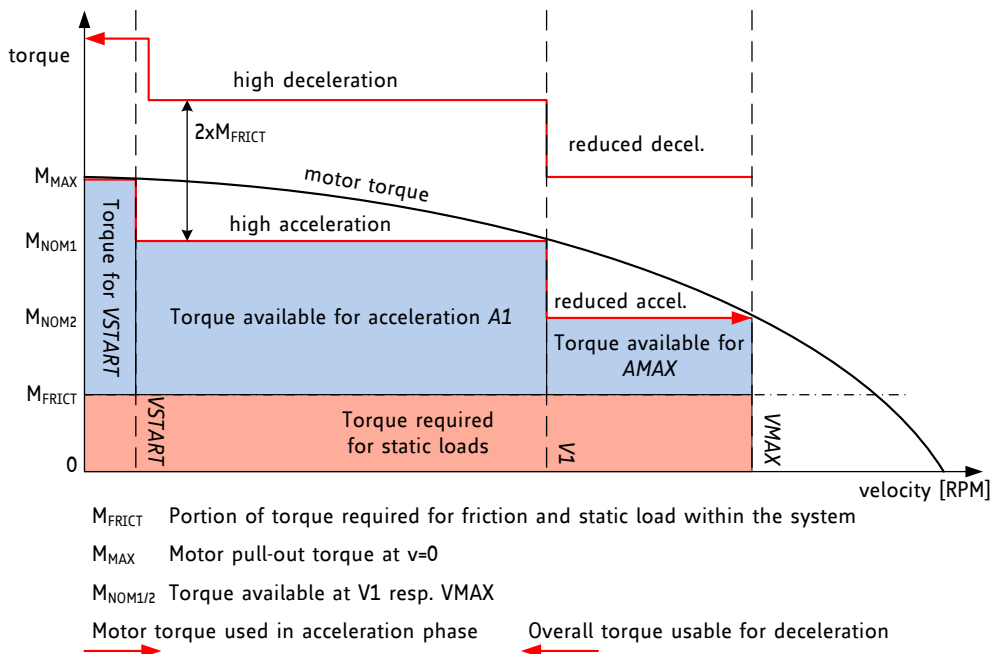 torque
high deceleration
2xMFRICT
reduced decel.
MMAX
motor torque
Torque for VSTART
MNOM1
high acceleration
MNOM2
Torque available for acceleration A1
reduced accel.
Torque available for
AMAX
MFRICT
VSTART
Torque required
for static loads
V1
VMAX
0
velocity [RPM]
MFRICT Portion of torque required for friction and static load within the system
MMAX Motor pull-out torque at v=0
MNOM1/2 Torque available at V1 resp. VMAX
Motor torque used in acceleration phase
Overall torque usable for deceleration